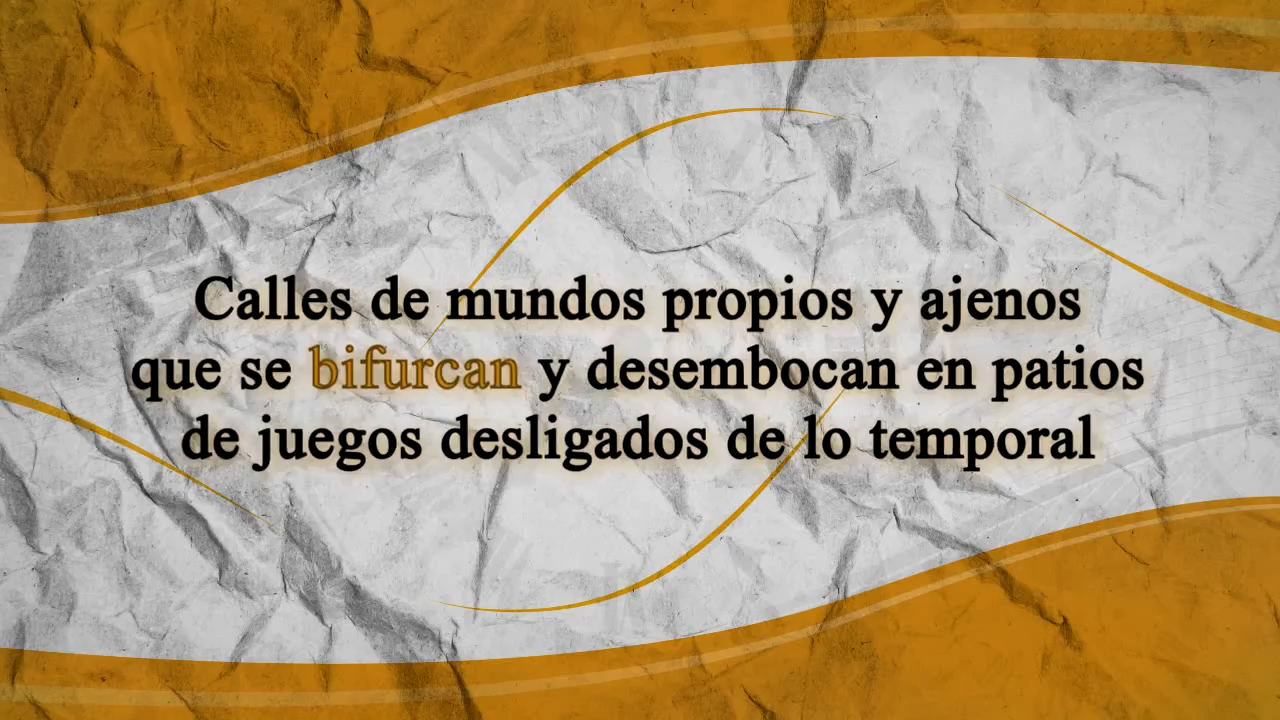 Calles de mundos propios y ajenos
que se bifurcan y desembocan en patios
de juegos desligados de lo temporal